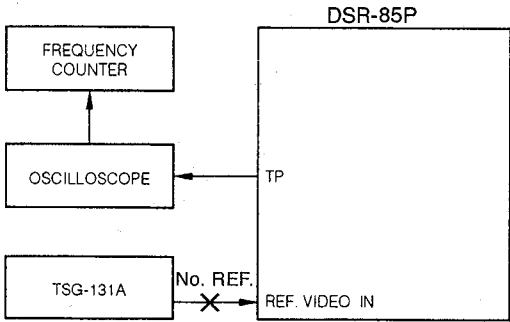 DSR-85P
FREQUENCY
COUNTER
OSCILLOSCOPE
TP
TSG-131A
No. REF.
REF. VIDEO IN